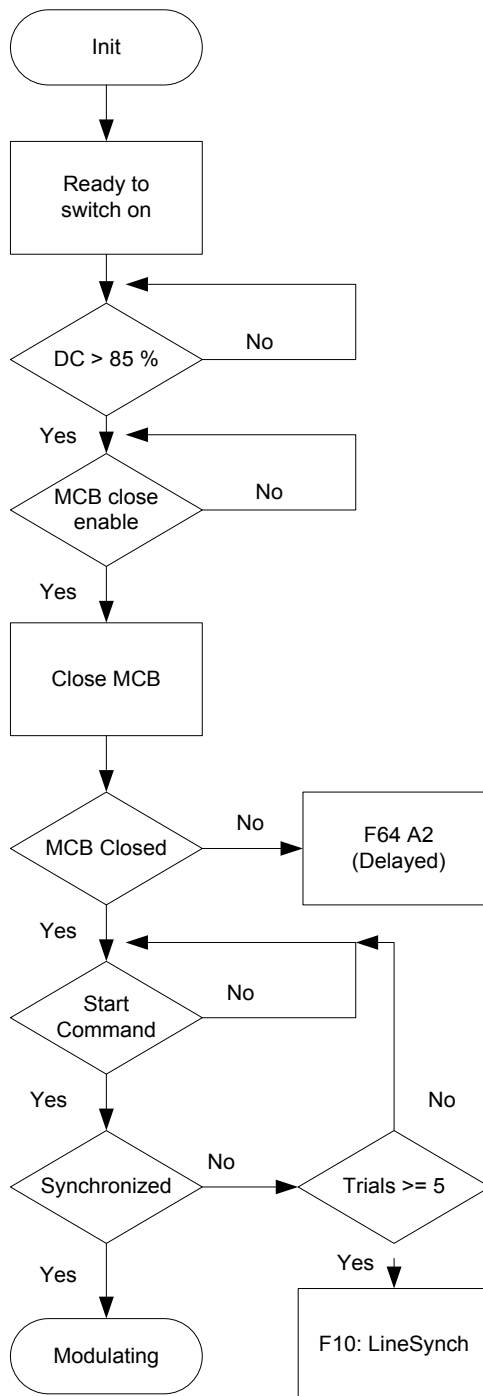 Init
Ready to
switch on
DC > 85 %
No
Yes
MCB close
enable
No
Yes
Close MCB
MCB Closed
No
F64 A2
(Delayed)
Yes
Start
Command
No
Yes
No
Synchronized
No
Trials >= 5
Yes
Yes
Modulating
F10: LineSynch